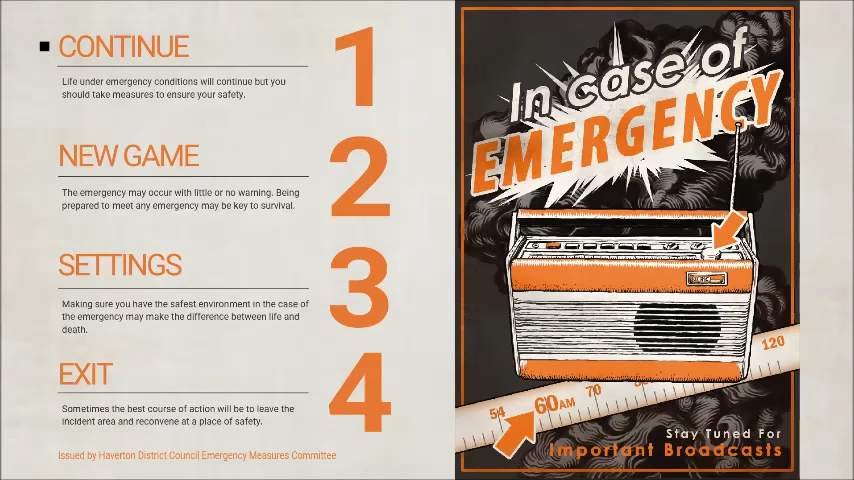 CONTINUE
Life under emergency conditions will continue but you
should take measures to ensure your safety.
1
NEW GAME
The emergency may occur with little or no warning. Being
prepared to meet any emergency may be key to survival.
2
SETTINGS
Making sure you have the safest environment in the case of
the emergency may make the difference between life and
death.
3
EXIT
Sometimes the best course of action will be to leave the
incident area and reconvene at a place of safety.
4
Issued by Haverton District Council Emergency Measures Committee
In case of
EMERGENCY
54 60AM 70 120
Stay Tuned For
Important Broadcasts